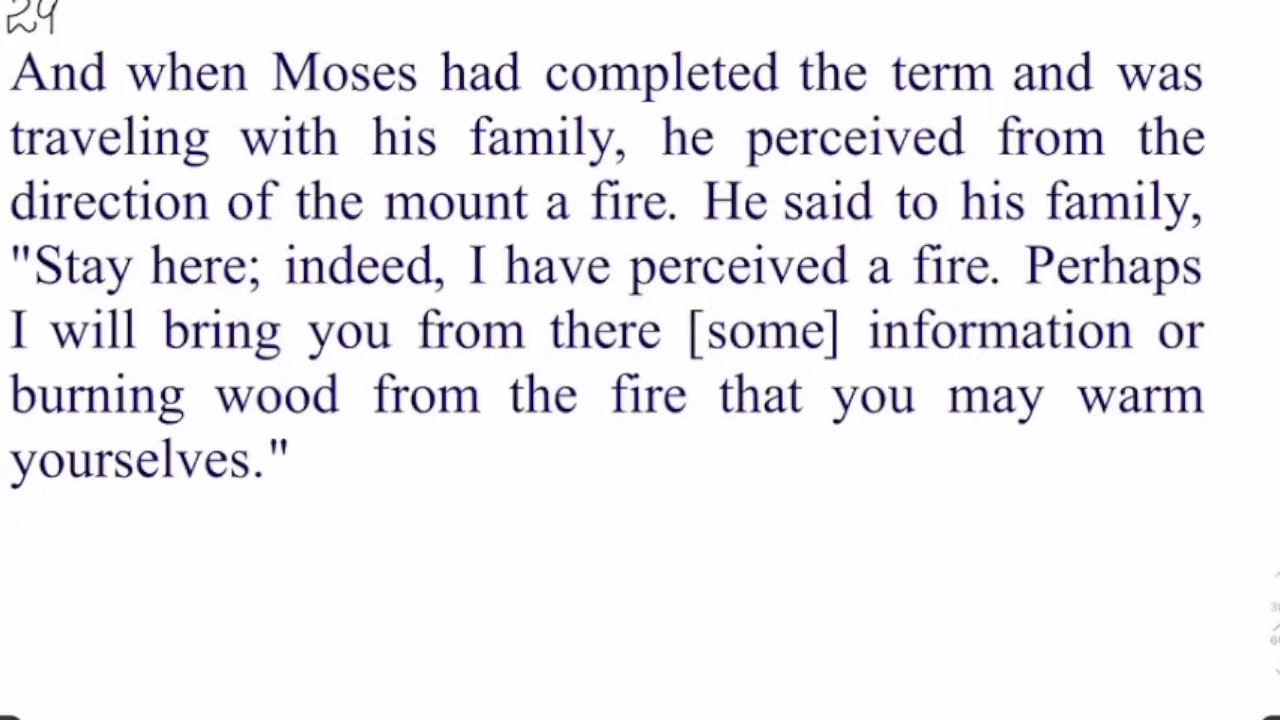 29
And when Moses had completed the term and was
traveling with his family, he perceived from the
direction of the mount a fire. He said to his family,
"Stay here; indeed, I have perceived a fire. Perhaps
I will bring you from there [some] information or
burning wood from the fire that you may warm
yourselves."